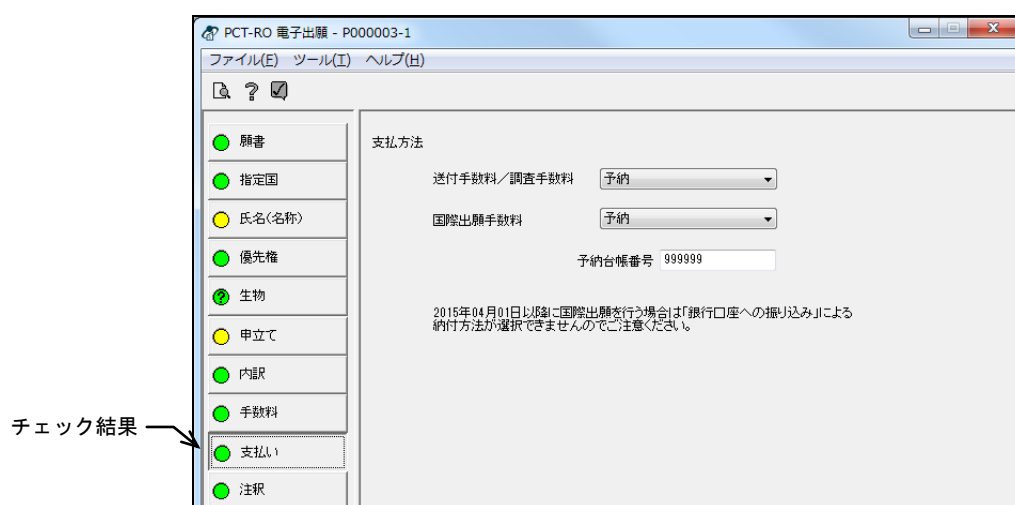 PCT-RO 電子出願 - P000003-1
ファイル(F) ツール(T) ヘルプ(H)
願書
指定国
氏名(名称)
優先権
生物
申立て
内訳
手数料
支払い
注釈
チェック結果
支払方法
送付手数料／調査手数料 予納
国際出願手数料 予納
予納台帳番号 999999
2015年04月01日以降に国際出願を行う場合は「銀行口座への振り込み」による
納付方法が選択できませんのでご注意ください。